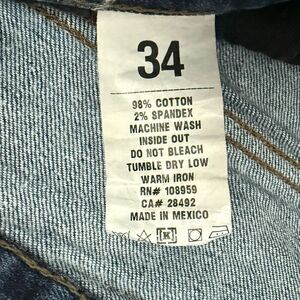 34
98% COTTON
2% SPANDEX
MACHINE WASH
INSIDE OUT
DO NOT BLEACH
TUMBLE DRY LOW
WARM IRON
RN# 108959
CA# 28492
MADE IN MEXICO